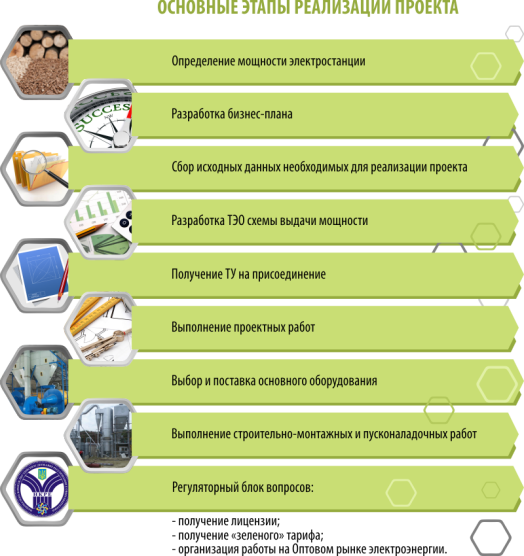 ОСНОВНЫЕ ЭТАПЫ РЕАЛИЗАЦИИ ПРОЕКТА
Определение мощности электростанции
SUCCESS
Разработка бизнес-плана
Сбор исходных данных необходимых для реализации проекта
Разработка ТЭО схемы выдачи мощности
Получение ТУ на присоединение
Выполнение проектных работ
Выбор и поставка основного оборудования
Выполнение строительно-монтажных и пусконаладочных работ
Регуляторный блок вопросов:
- получение лицензии;
- получение «зеленого» тарифа;
- организация работы на Оптовом рынке электроэнергии.